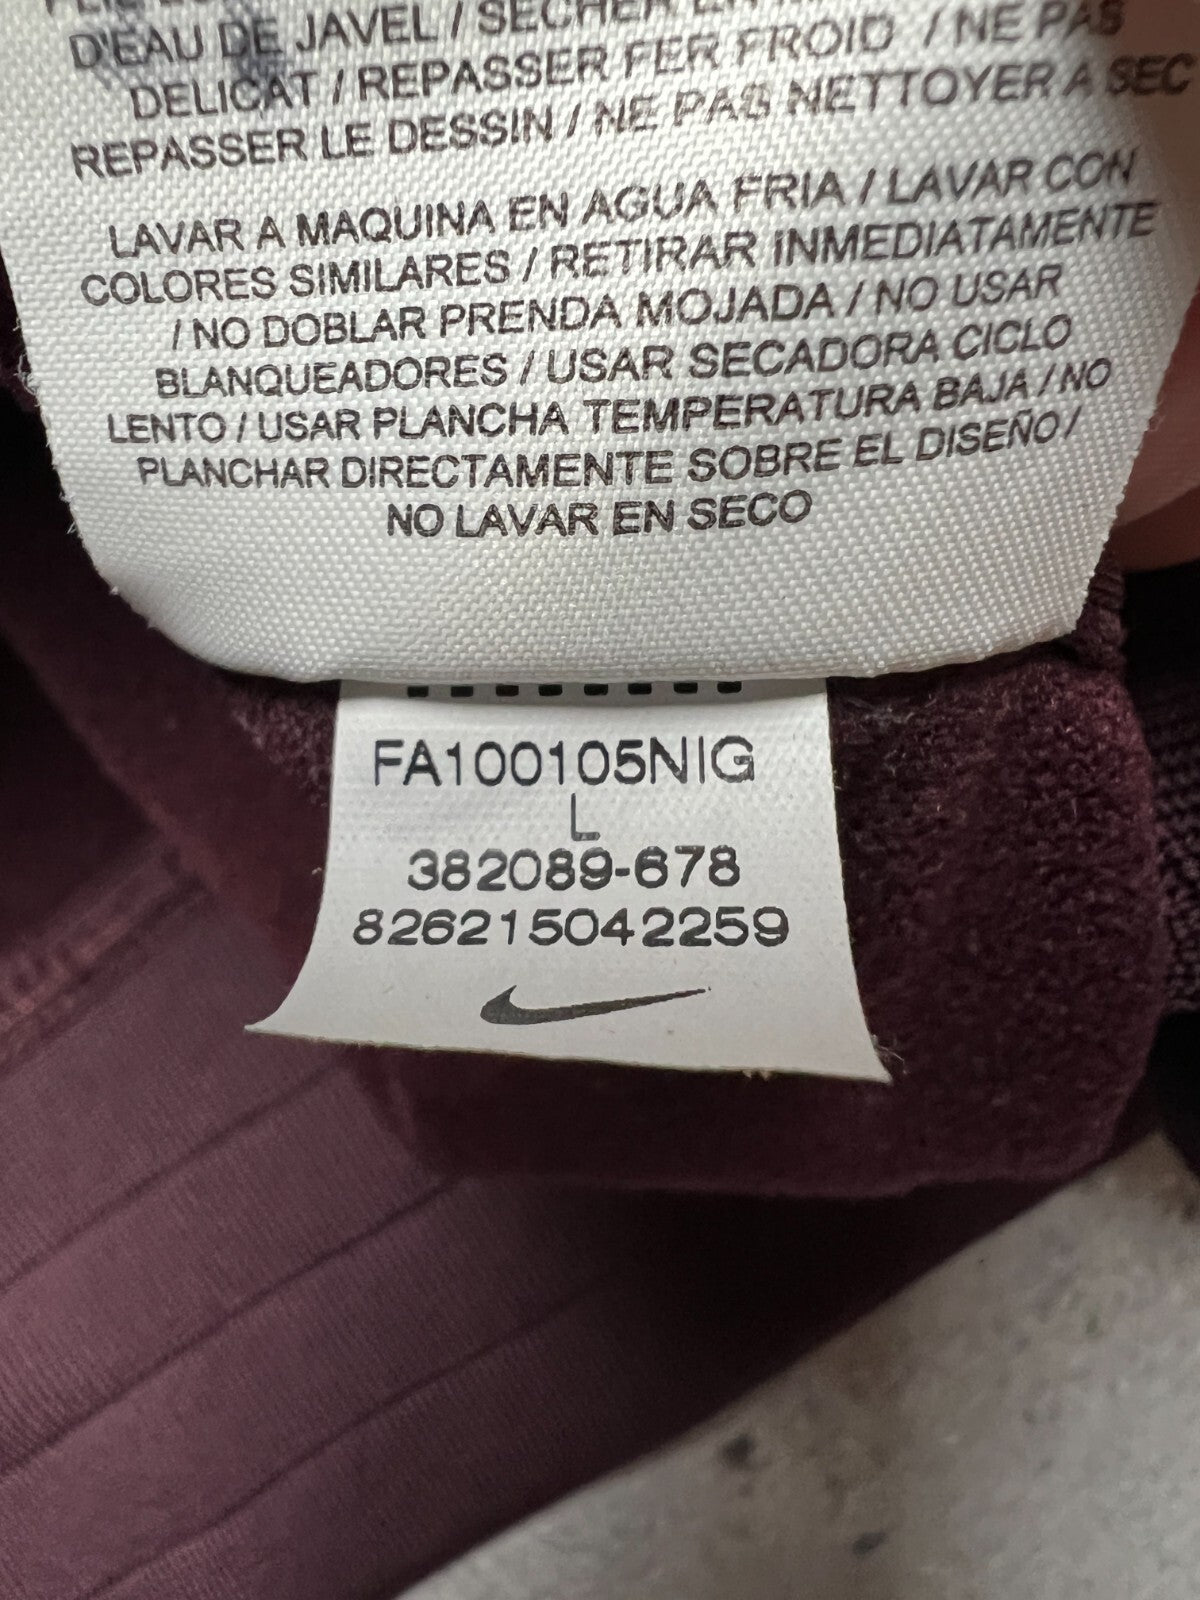 D'EAU DE JAVEL / SÉCHER EN
DELICAT / REPASSER FER FROID / NE PAS
REPASSER LE DESSIN / NE PAS NETTOYER A SEC
LAVAR A MAQUINA EN AGUA FRIA / LAVAR CON
COLORES SIMILARES / RETIRAR INMEDIATAMENTE
/ NO DOBLAR PRENDA MOJADA / NO USAR
BLANQUEADORES / USAR SECADORA CICLO
LENTO / USAR PLANCHA TEMPERATURA BAJA / NO
PLANCHAR DIRECTAMENTE SOBRE EL DISEÑO /
NO LAVAR EN SECO
FA100105NIG
L
382089-678
826215042259